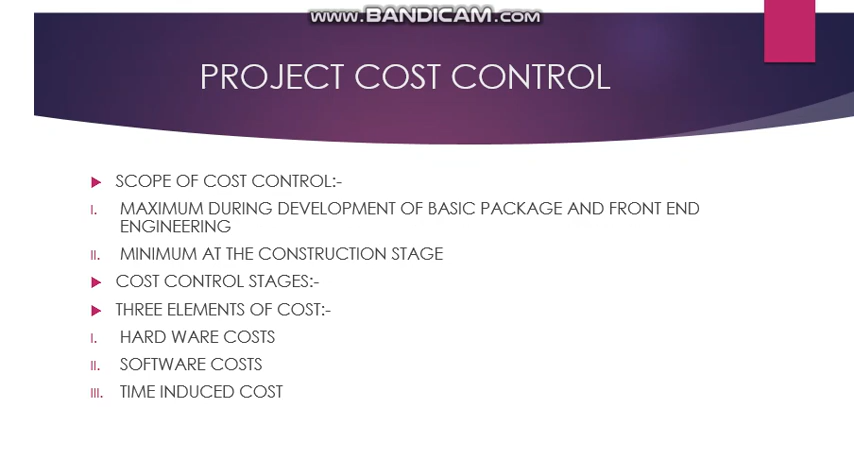 www.BANDICAM.com
PROJECT COST CONTROL
SCOPE OF COST CONTROL:-
I. MAXIMUM DURING DEVELOPMENT OF BASIC PACKAGE AND FRONT END
ENGINEERING
II. MINIMUM AT THE CONSTRUCTION STAGE
COST CONTROL STAGES:-
THREE ELEMENTS OF COST:-
I. HARD WARE COSTS
II. SOFTWARE COSTS
III. TIME INDUCED COST